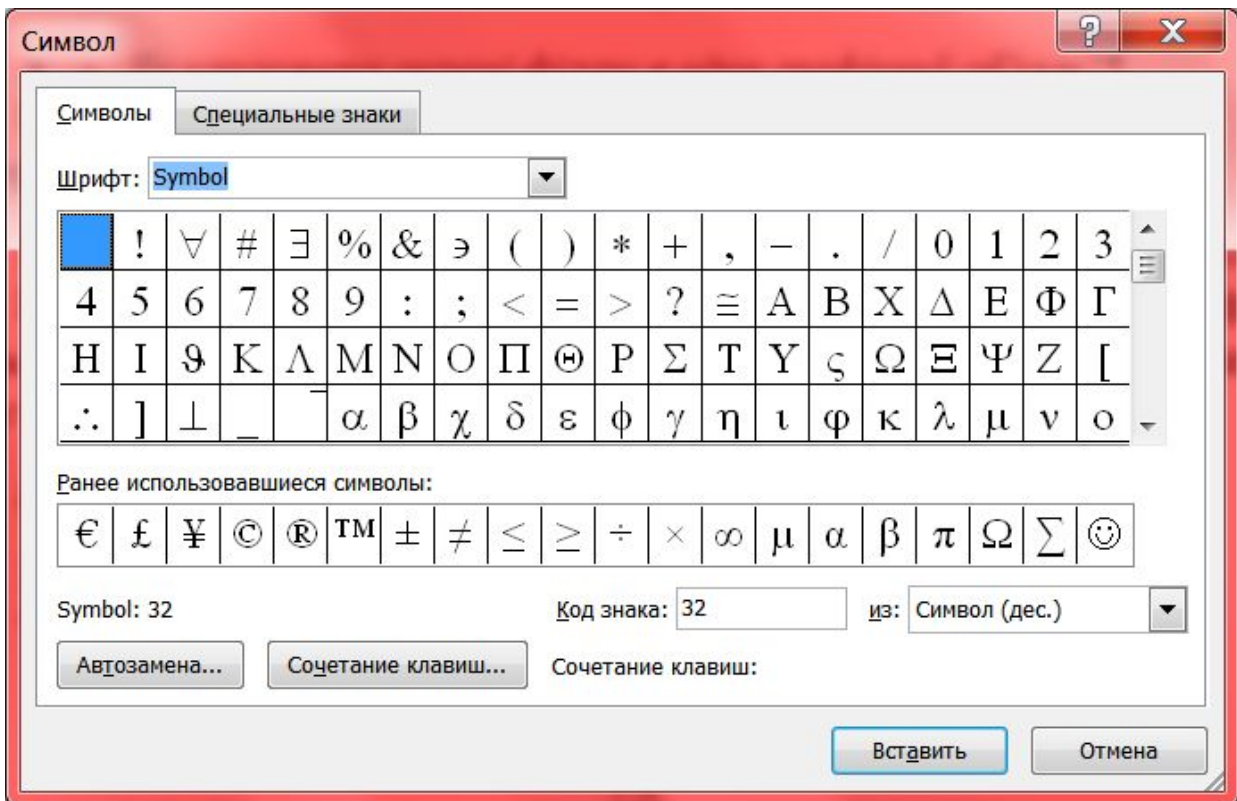 Символ
Символы Специальные знаки
Шрифт: Symbol
! ∀ # ∃ % & ∋ ( ) ∗ + , − . / 0 1 2 3
4 5 6 7 8 9 : ; < = > ? ≅ Α Β Χ Δ Ε Φ Γ
Η Ι ϑ Κ Λ Μ Ν Ο Π Θ Ρ Σ Τ Υ ς Ω Ξ Ψ Ζ [
∴ ] ⊥ _ ‾ α β χ δ ε φ γ η ι ϕ κ λ μ ν ο
Ранее использовавшиеся символы:
€ £ ¥ © ® ™ ± ≠ ≤ ≥ ÷ × ∞ µ α β π Ω ∑ ☺
Symbol: 32 Код знака: 32 из: Символ (дес.)
Автозамена... Сочетание клавиш... Сочетание клавиш:
Вставить Отмена